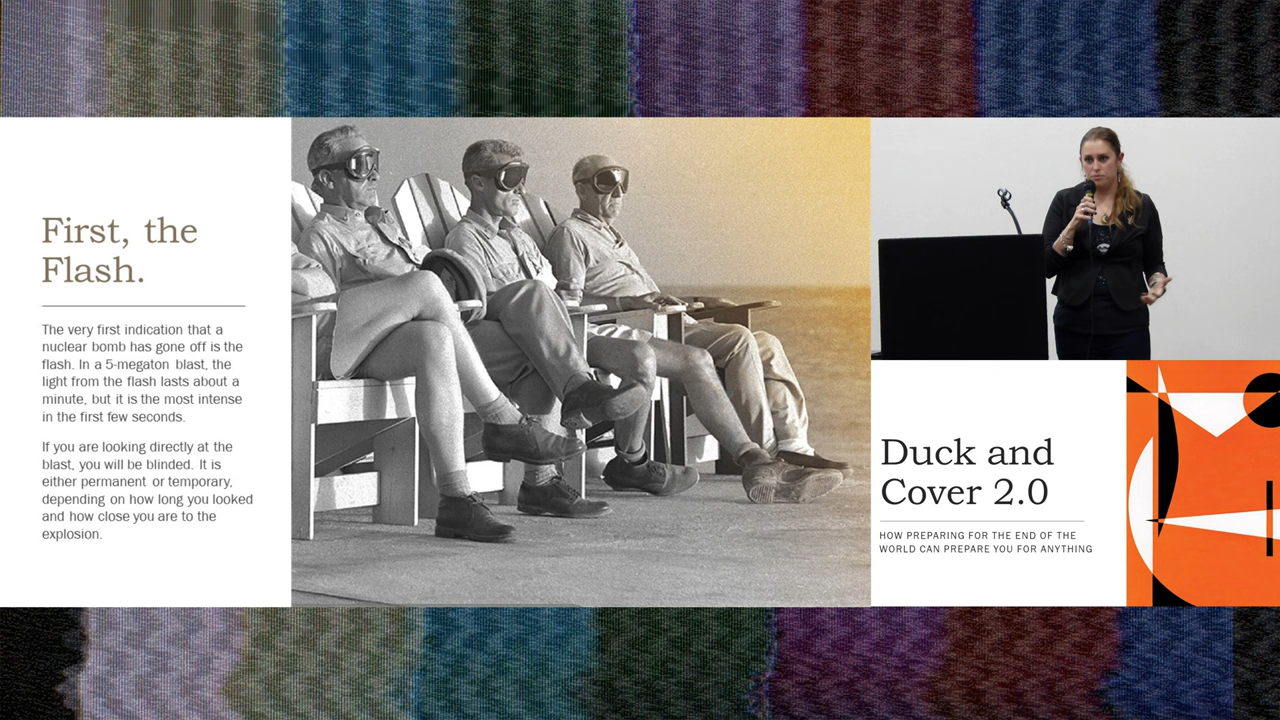 First, the
Flash.
The very first indication that a
nuclear bomb has gone off is the
flash. In a 5-megaton blast, the
light from the flash lasts about a
minute, but it is the most intense
in the first few seconds.
If you are looking directly at the
blast, you will be blinded. It is
either permanent or temporary,
depending on how long you looked
and how close you are to the
explosion.
Duck and
Cover 2.0
HOW PREPARING FOR THE END OF THE
WORLD CAN PREPARE YOU FOR ANYTHING